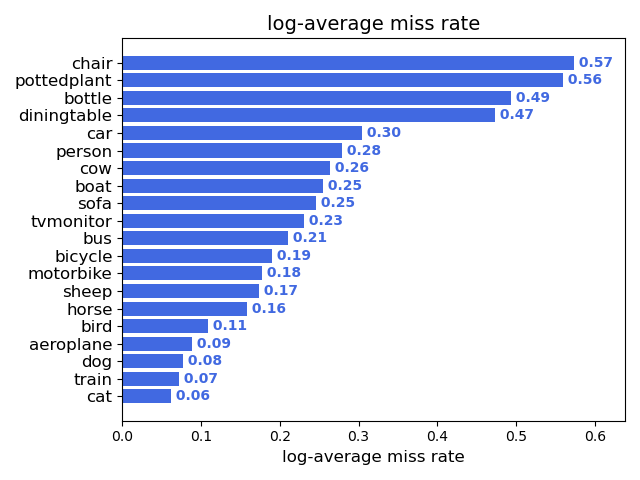 log-average miss rate
chair 0.57
pottedplant 0.56
bottle 0.49
diningtable 0.47
car 0.30
person 0.28
cow 0.26
boat 0.25
sofa 0.25
tvmonitor 0.23
bus 0.21
bicycle 0.19
motorbike 0.18
sheep 0.17
horse 0.16
bird 0.11
aeroplane 0.09
dog 0.08
train 0.07
cat 0.06
0.0 0.1 0.2 0.3 0.4 0.5 0.6
log-average miss rate